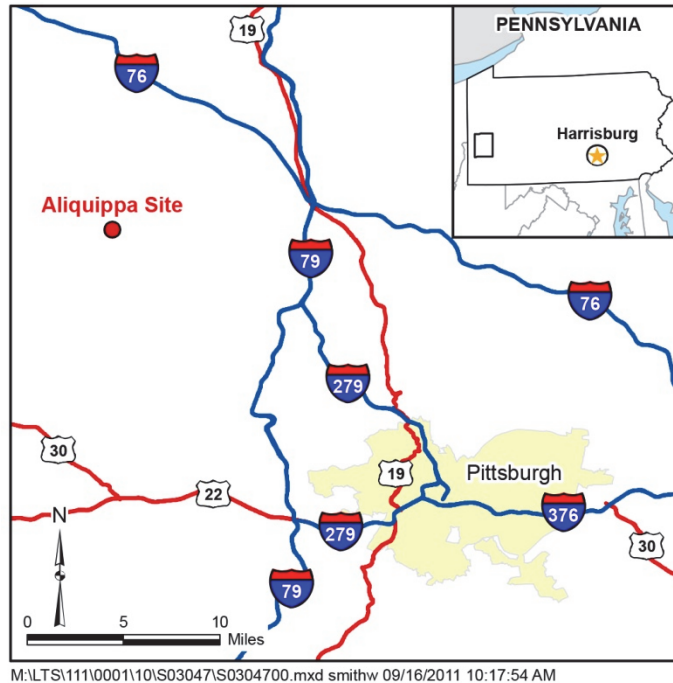 PENNSYLVANIA
Harrisburg
19
76
Aliquippa Site
79
76
279
30
22
19
Pittsburgh
N
279
376
30
79
0 5 10
Miles
M:\LTS\111\0001\10\S03047\S0304700.mxd smithw 09/16/2011 10:17:54 AM